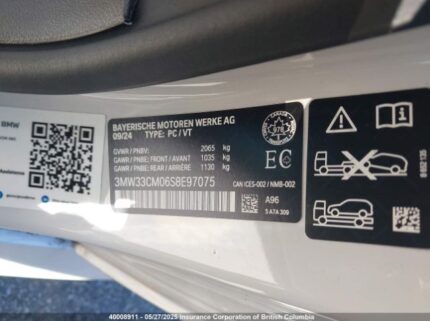 BMW
BAYERISCHE MOTOREN WERKE AG
09/24 TYPE: PC / VT
GVWR / PNBV: 2065 kg
GAWR / PNBE: FRONT / AVANT 1035 kg
GAWR / PNBE: REAR / ARRIÈRE 1130 kg
3MW33CM06S8E97075
EC
CAN ICES-002 / NMB-002
A96
5 ATA 309
40008911 - 05/27/2025 Insurance Corporation of
British Columbia